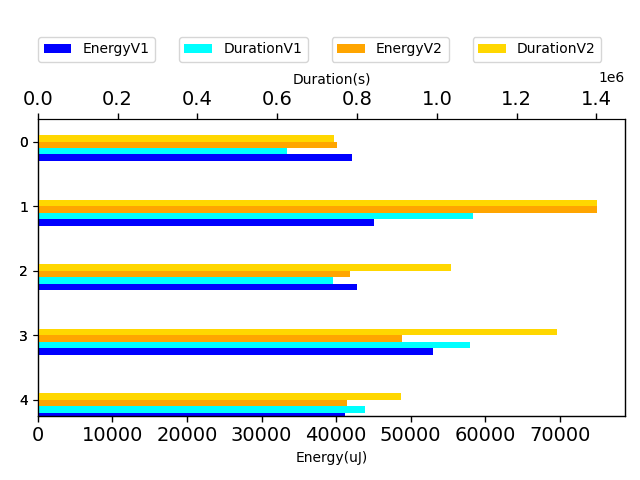 EnergyV1 DurationV1 EnergyV2 DurationV2
Duration(s)
1e6
0.0 0.2 0.4 0.6 0.8 1.0 1.2 1.4
0
1
2
3
4
0 10000 20000 30000 40000 50000 60000 70000
Energy(uJ)